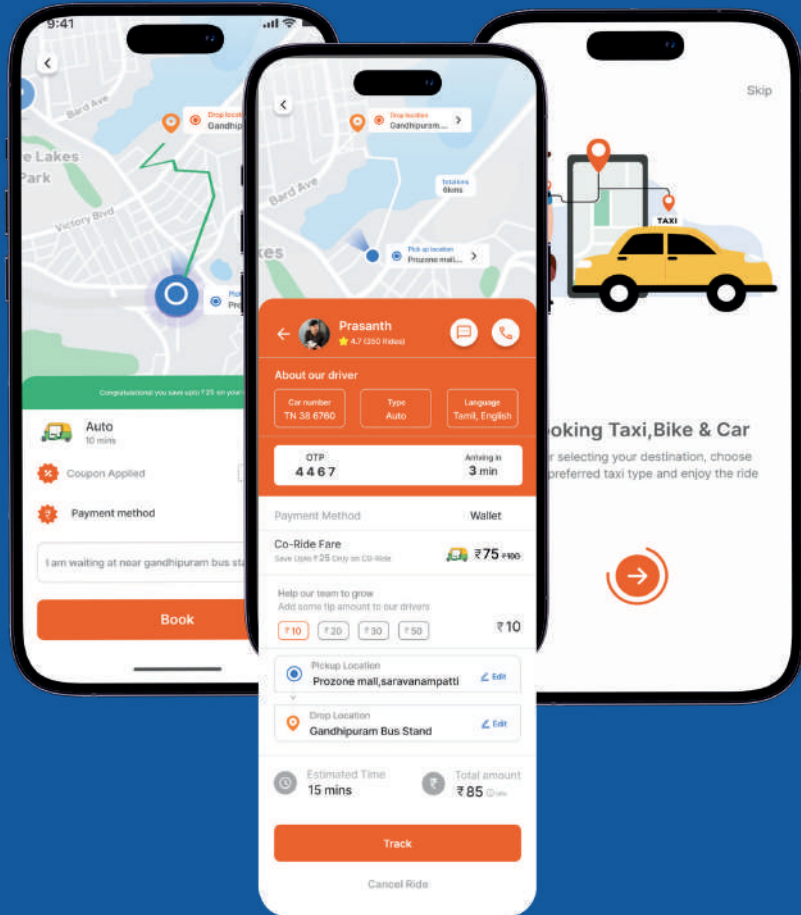 9:41
Drop location
Gandhip
Bard Ave
e Lakes
Park
Victory Blvd
Pic
Pro
Congratulations! you save upto ₹25 on your
Auto
10 mins
Coupon Applied
Payment method
I am waiting at near gandhipuram bus sta
Book
Drop location
Gandhipuram....
Total kms
6kms
Bard Ave
kes
Pick up location
Prozone mall....
Prasanth
4.7 (350 Rides)
About our driver
Car number
TN 38 6760
Type
Auto
Language
Tamil, English
OTP
4467
Arriving in
3 min
Payment Method
Wallet
Co-Ride Fare
Save Upto ₹25 Only on CO-Ride
₹75 ₹100
Help our team to grow
Add some tip amount to our drivers
₹10
₹20
₹30
₹50
₹10
Pickup Location
Prozone mall,saravanampatti
Edit
Drop Location
Gandhipuram Bus Stand
Edit
Estimated Time
15 mins
Total amount
₹85
Track
Cancel Ride
Skip
TAXI
oking Taxi,Bike & Car
r selecting your destination, choose
preferred taxi type and enjoy the ride